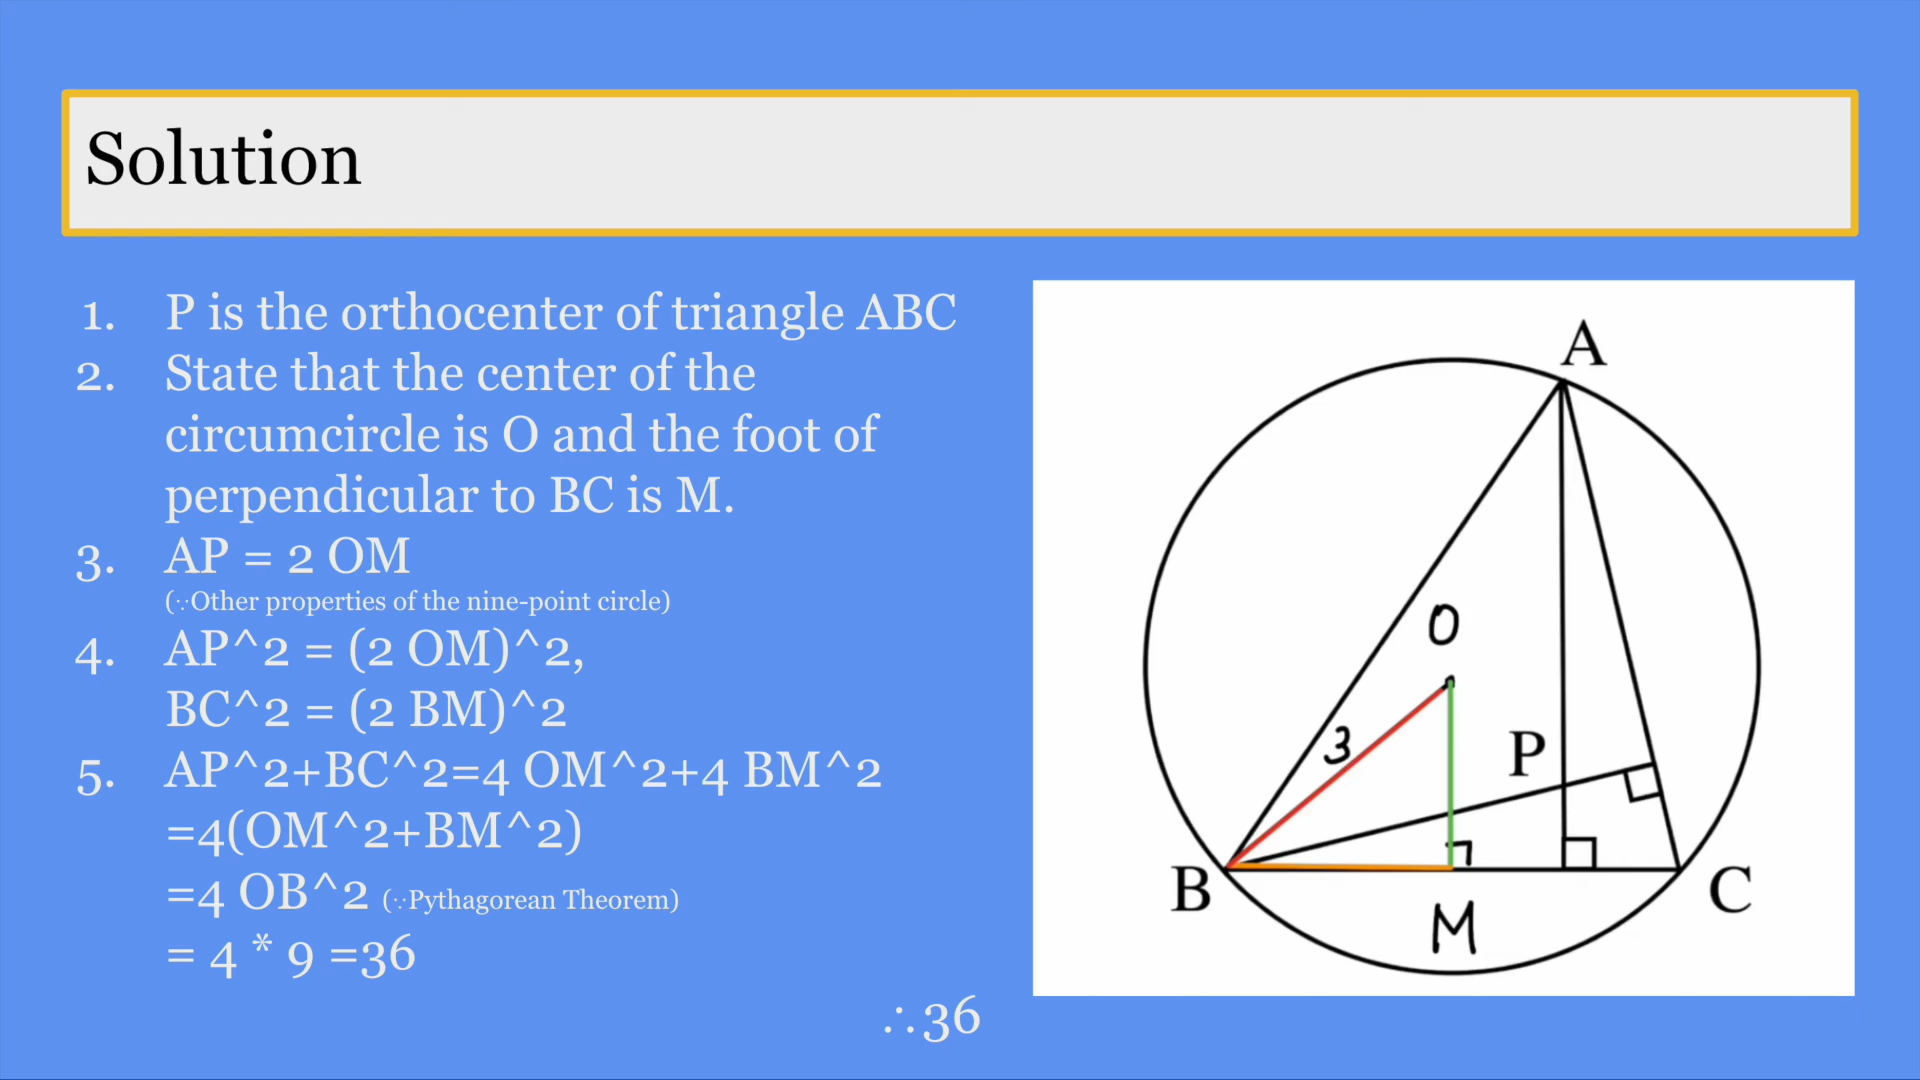 Solution
1. P is the orthocenter of triangle ABC
2. State that the center of the
circumcircle is O and the foot of
perpendicular to BC is M.
3. AP = 2 OM
(∵Other properties of the nine-point circle)
4. AP^2 = (2 OM)^2,
BC^2 = (2 BM)^2
5. AP^2+BC^2=4 OM^2+4 BM^2
=4(OM^2+BM^2)
=4 OB^2 (∵Pythagorean Theorem)
= 4 * 9 =36
∴36
A
O
3
P
B
C
M